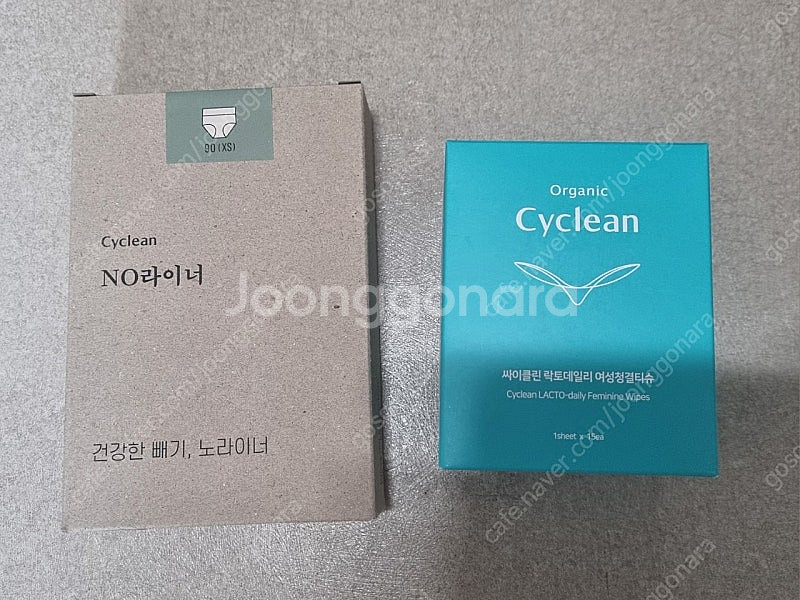 90 (XS)
Cyclean
NO라이너
건강한 빼기, 노라이너
Organic
Cyclean
싸이클린 락토데일리 여성청결티슈
Cyclean LACTO-daily Feminine Wipes
1sheet x 15ea
Joonggonara
cafe.naver.com/joonggonara